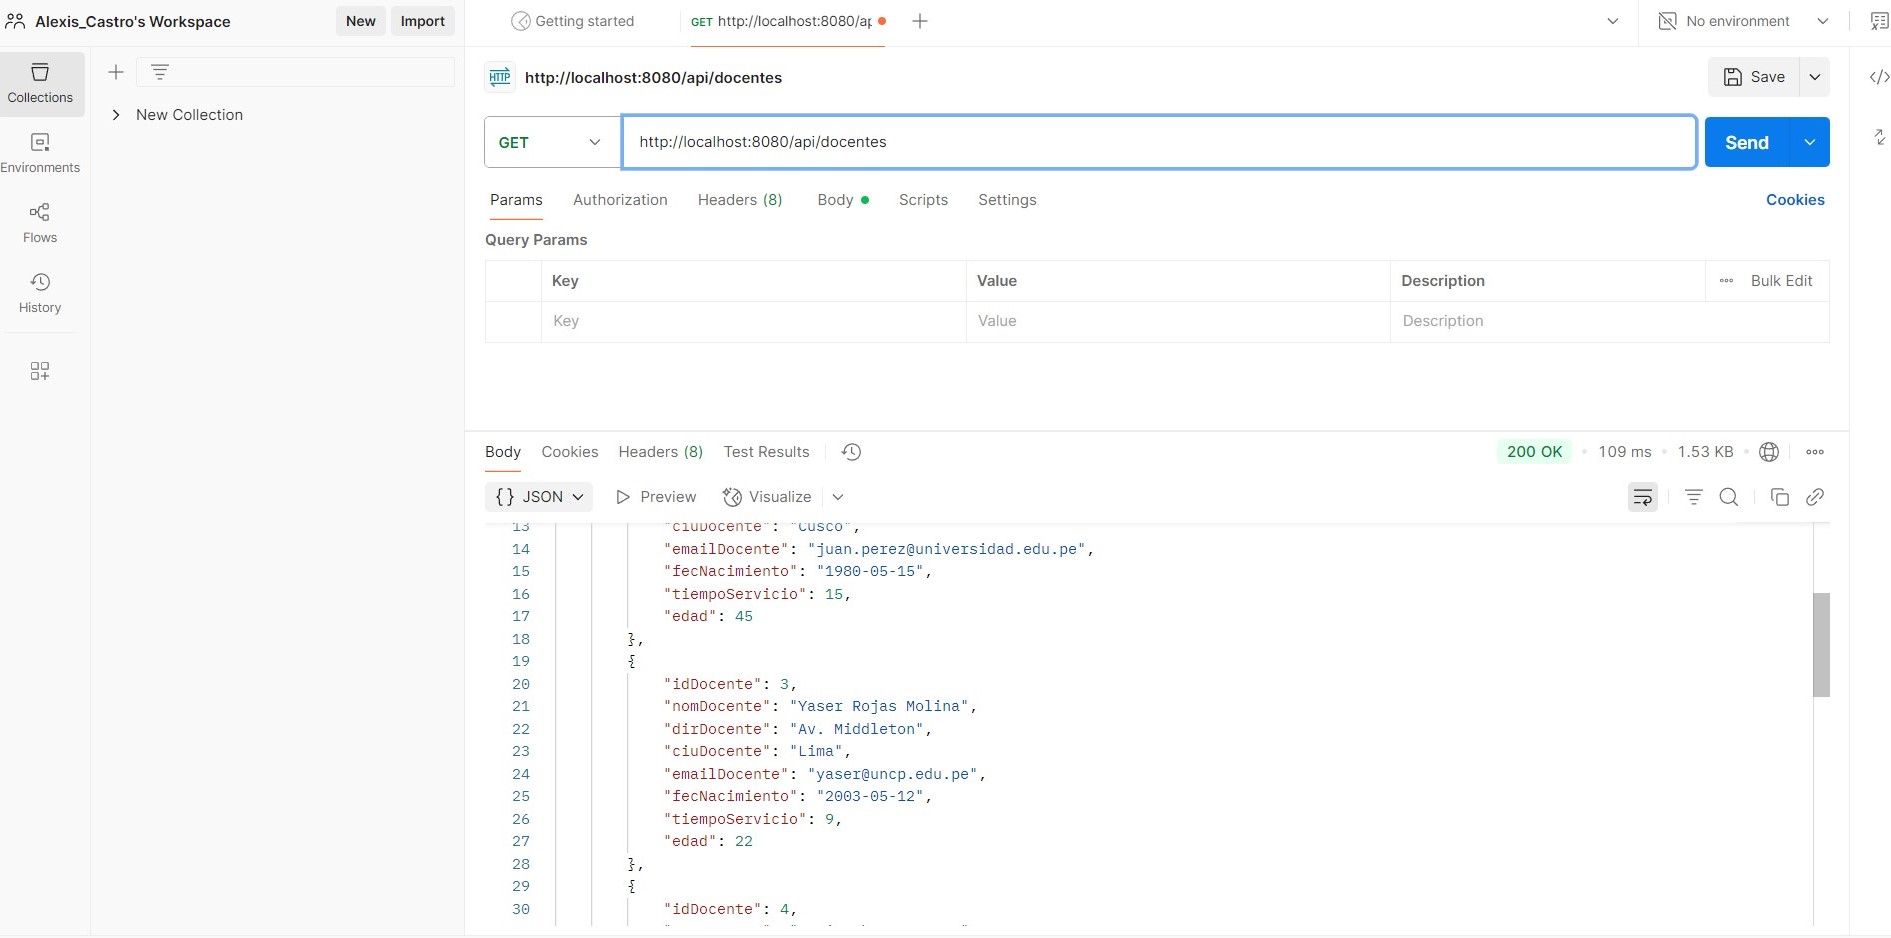 Alexis_Castro's Workspace
New
Import
Getting started
GET http://localhost:8080/ap
No environment
Collections
New Collection
Environments
Flows
History
HTTP
http://localhost:8080/api/docentes
Save
GET
http://localhost:8080/api/docentes
Send
Params
Authorization
Headers (8)
Body
Scripts
Settings
Cookies
Query Params
Key
Value
Description
Bulk Edit
Key
Value
Description
Body
Cookies
Headers (8)
Test Results
200 OK
109 ms
1.53 KB
{} JSON
Preview
Visualize
13 "ciuDocente": "Cusco",
14 "emailDocente": "juan.perez@universidad.edu.pe",
15 "fecNacimiento": "1980-05-15",
16 "tiempoServicio": 15,
17 "edad": 45
18 },
19 {
20 "idDocente": 3,
21 "nomDocente": "Yaser Rojas Molina",
22 "dirDocente": "Av. Middleton",
23 "ciuDocente": "Lima",
24 "emailDocente": "yaser@uncp.edu.pe",
25 "fecNacimiento": "2003-05-12",
26 "tiempoServicio": 9,
27 "edad": 22
28 },
29 {
30 "idDocente": 4,